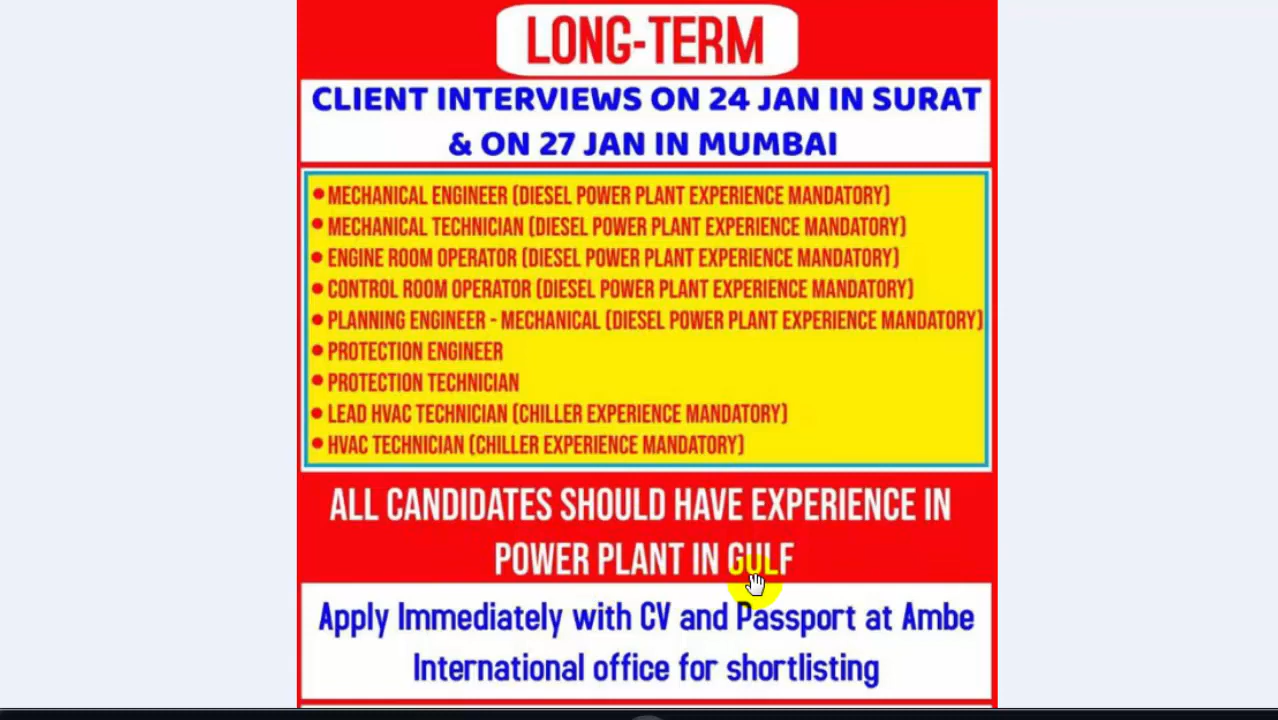 LONG-TERM
CLIENT INTERVIEWS ON 24 JAN IN SURAT
& ON 27 JAN IN MUMBAI
• MECHANICAL ENGINEER (DIESEL POWER PLANT EXPERIENCE MANDATORY)
• MECHANICAL TECHNICIAN (DIESEL POWER PLANT EXPERIENCE MANDATORY)
• ENGINE ROOM OPERATOR (DIESEL POWER PLANT EXPERIENCE MANDATORY)
• CONTROL ROOM OPERATOR (DIESEL POWER PLANT EXPERIENCE MANDATORY)
• PLANNING ENGINEER - MECHANICAL (DIESEL POWER PLANT EXPERIENCE MANDATORY)
• PROTECTION ENGINEER
• PROTECTION TECHNICIAN
• LEAD HVAC TECHNICIAN (CHILLER EXPERIENCE MANDATORY)
• HVAC TECHNICIAN (CHILLER EXPERIENCE MANDATORY)
ALL CANDIDATES SHOULD HAVE EXPERIENCE IN
POWER PLANT IN GULF
Apply Immediately with CV and Passport at Ambe
International office for shortlisting